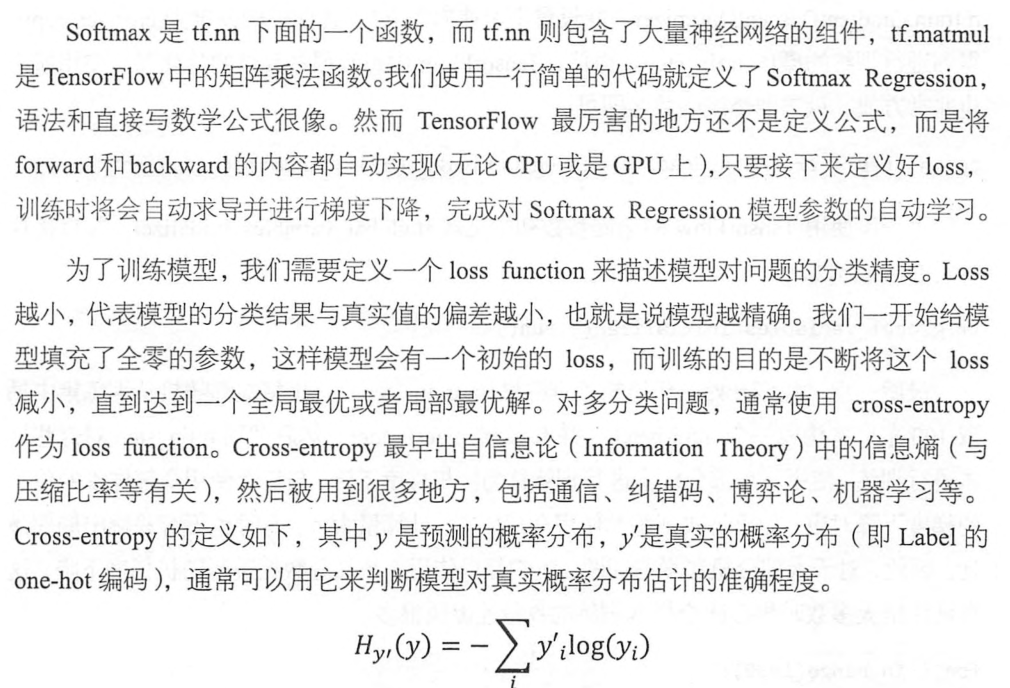 Softmax 是 tf.nn 下面的一个函数，而 tf.nn 则包含了大量神经网络的组件，tf.matmul
是TensorFlow中的矩阵乘法函数。我们使用一行简单的代码就定义了 Softmax Regression，
语法和直接写数学公式很像。然而 TensorFlow 最厉害的地方还不是定义公式，而是将
forward 和 backward 的内容都自动实现（无论 CPU 或是 GPU 上），只要接下来定义好 loss，
训练时将会自动求导并进行梯度下降，完成对 Softmax Regression 模型参数的自动学习。
为了训练模型，我们需要定义一个 loss function 来描述模型对问题的分类精度。Loss
越小，代表模型的分类结果与真实值的偏差越小，也就是说模型越精确。我们一开始给模
型填充了全零的参数，这样模型会有一个初始的 loss，而训练的目的是不断将这个 loss
减小，直到达到一个全局最优或者局部最优解。对多分类问题，通常使用 cross-entropy
作为 loss function。Cross-entropy 最早出自信息论（Information Theory）中的信息熵（与
压缩比率等有关），然后被用到很多地方，包括通信、纠错码、博弈论、机器学习等。
Cross-entropy 的定义如下，其中 y 是预测的概率分布，y′是真实的概率分布（即 Label 的
one-hot 编码），通常可以用它来判断模型对真实概率分布估计的准确程度。
H_{y′}(y) = − ∑_i y′_i log(y_i)